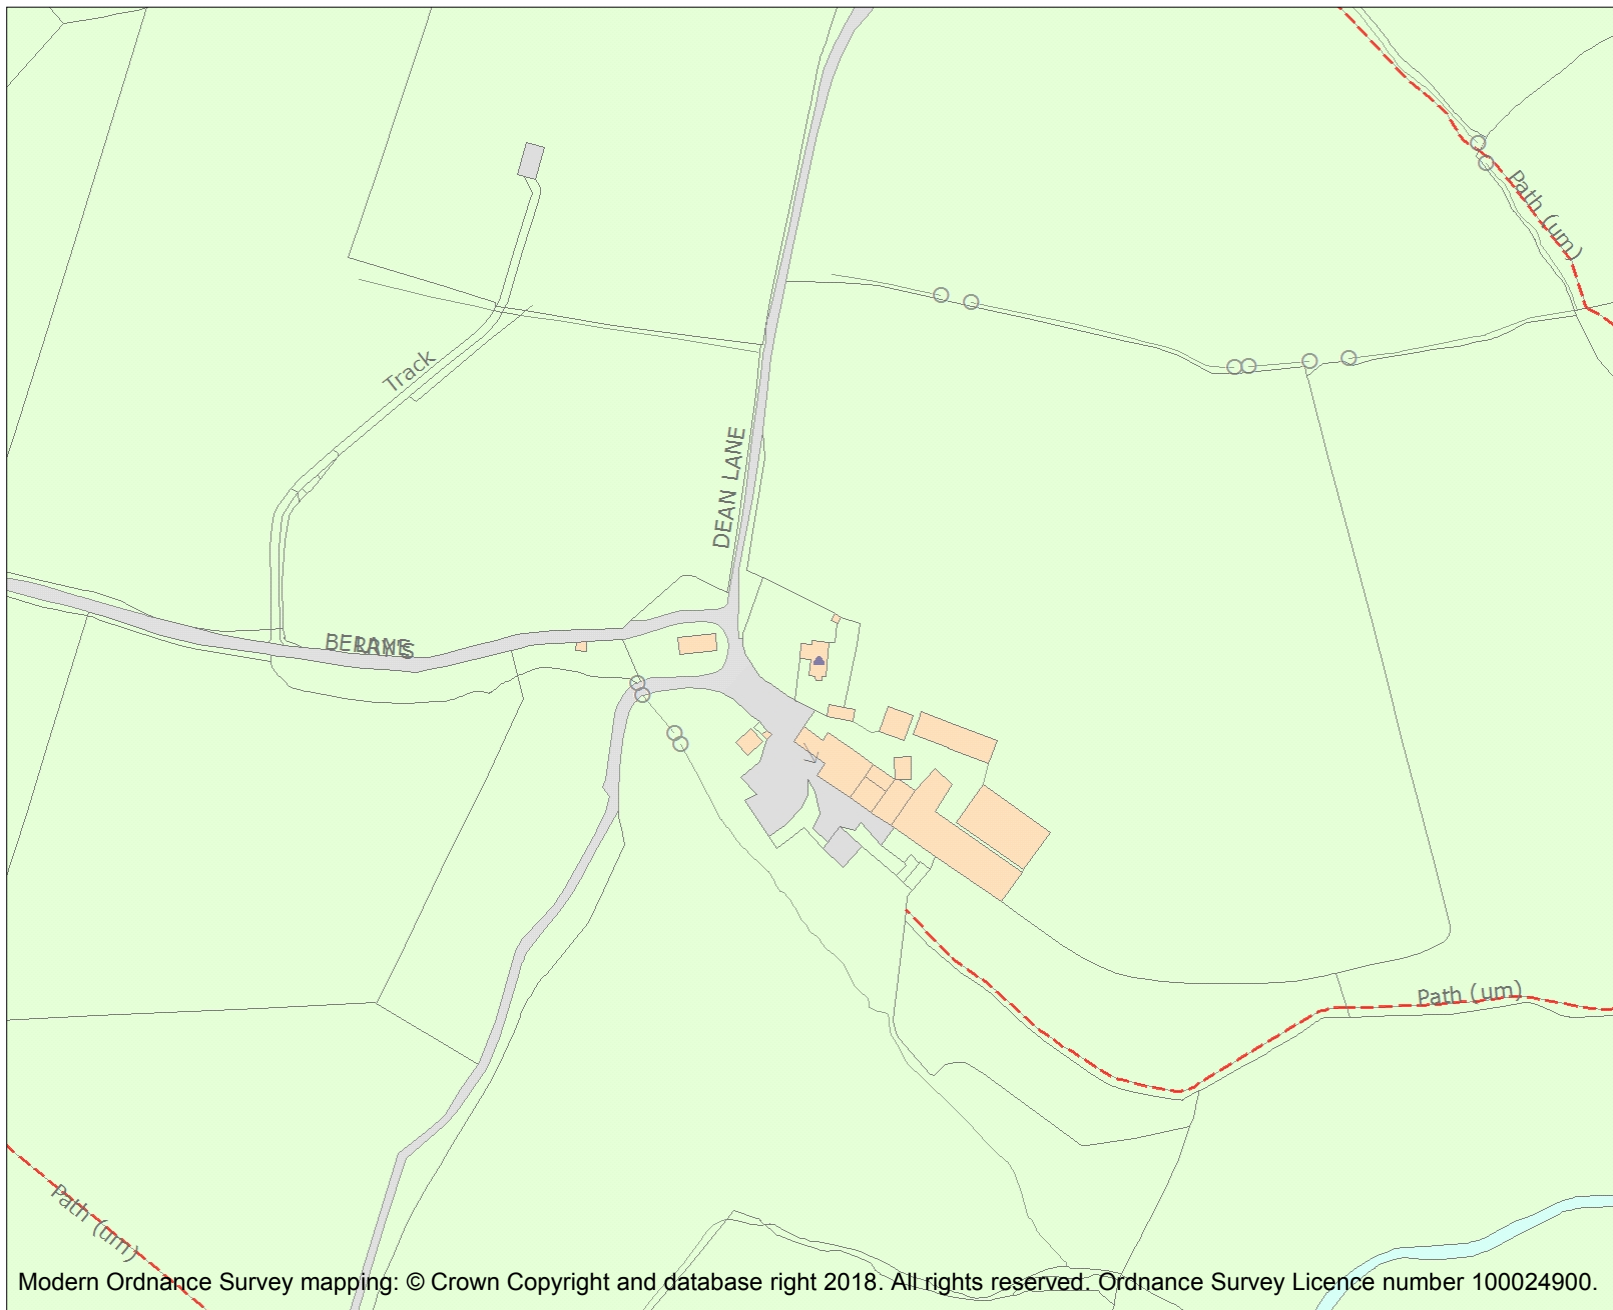 Path (um)
Track
DEAN LANE
LANE
Path (um)
Path (um)
Modern Ordnance Survey mapping: © Crown Copyright and database right 2018. All rights reserved. Ordnance Survey Licence number 100024900.